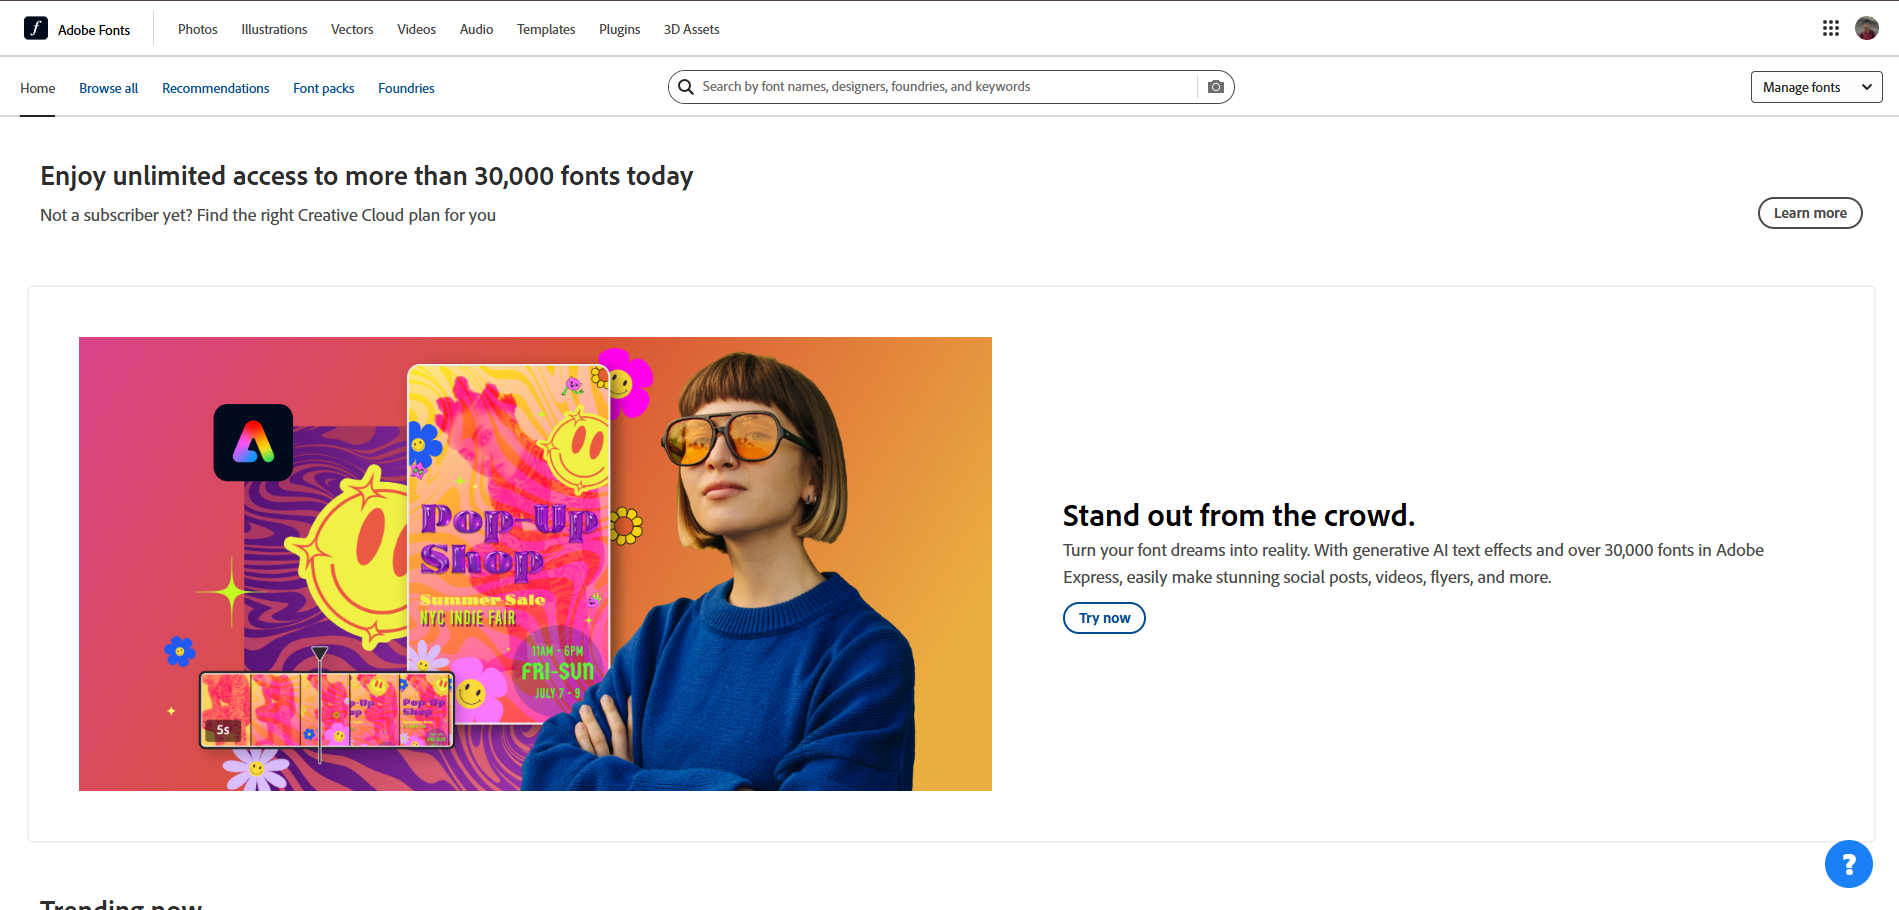 Adobe Fonts
Photos Illustrations Vectors Videos Audio Templates Plugins 3D Assets
Home Browse all Recommendations Font packs Foundries
Search by font names, designers, foundries, and keywords
Manage fonts
Enjoy unlimited access to more than 30,000 fonts today
Not a subscriber yet? Find the right Creative Cloud plan for you
Learn more
Pop-Up
Shop
Summer Sale
NYC INDIE FAIR
11AM - 6PM
FRI-SUN
JULY 7 - 9
5s
Pop-Up
Shop
Stand out from the crowd.
Turn your font dreams into reality. With generative AI text effects and over 30,000 fonts in Adobe
Express, easily make stunning social posts, videos, flyers, and more.
Try now
?
Trending now